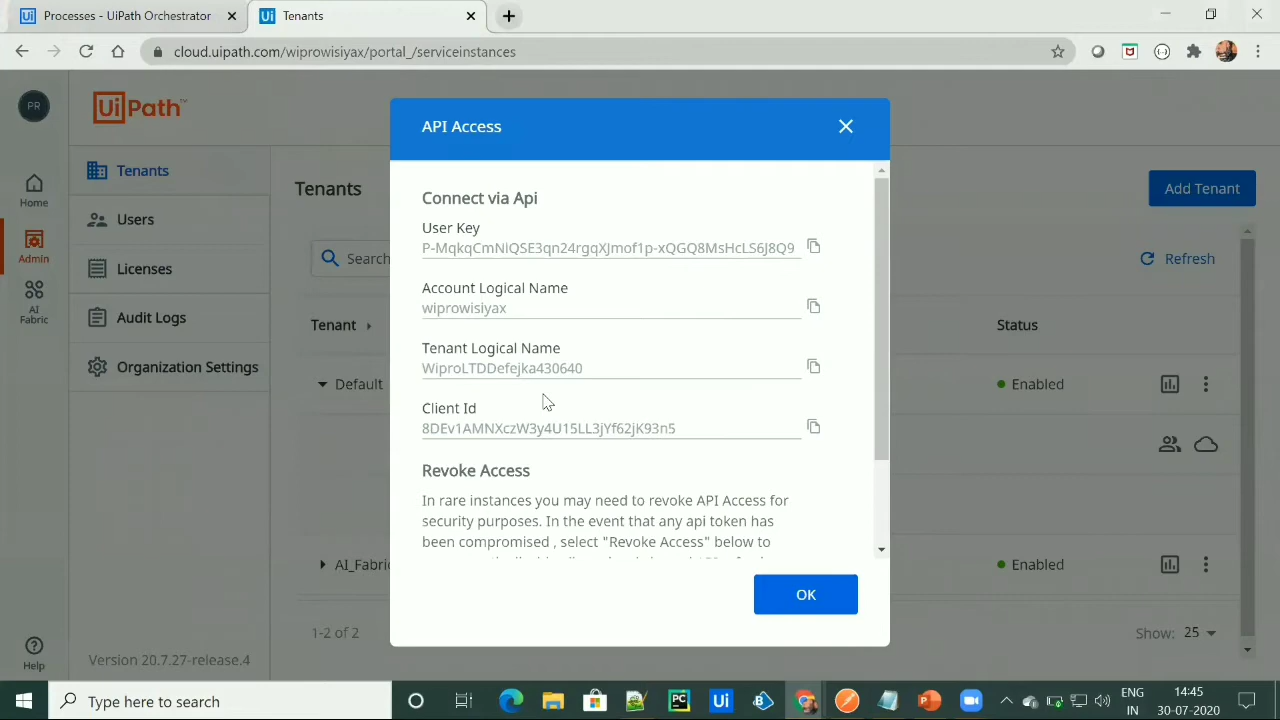 Processes - UiPath Orchestrator
Tenants
cloud.uipath.com/wiprowisiyax/portal_/serviceinstances
PR
UiPath
API Access
Tenants
Tenants
Add Tenant
Connect via Api
Users
User Key
Home
P-MqkqCmNiQSE3qn24rgqXJmof1p-xQGQ8MsHcLS6J8Q9
Search
Refresh
Admin
Licenses
Account Logical Name
wiprowisiyax
AI
Fabric
Audit Logs
Tenant
Status
Tenant Logical Name
WiproLTDDefejka430640
Organization Settings
Default
Enabled
Client Id
8DEv1AMNXczW3y4U15LL3jYf62jK93n5
Revoke Access
In rare instances you may need to revoke API Access for
security purposes. In the event that any api token has
been compromised , select "Revoke Access" below to
AI_Fabric
Enabled
OK
1-2 of 2
Show: 25
Help
Version 20.7.27-release.4
Type here to search
ENG
IN
14:45
30-07-2020